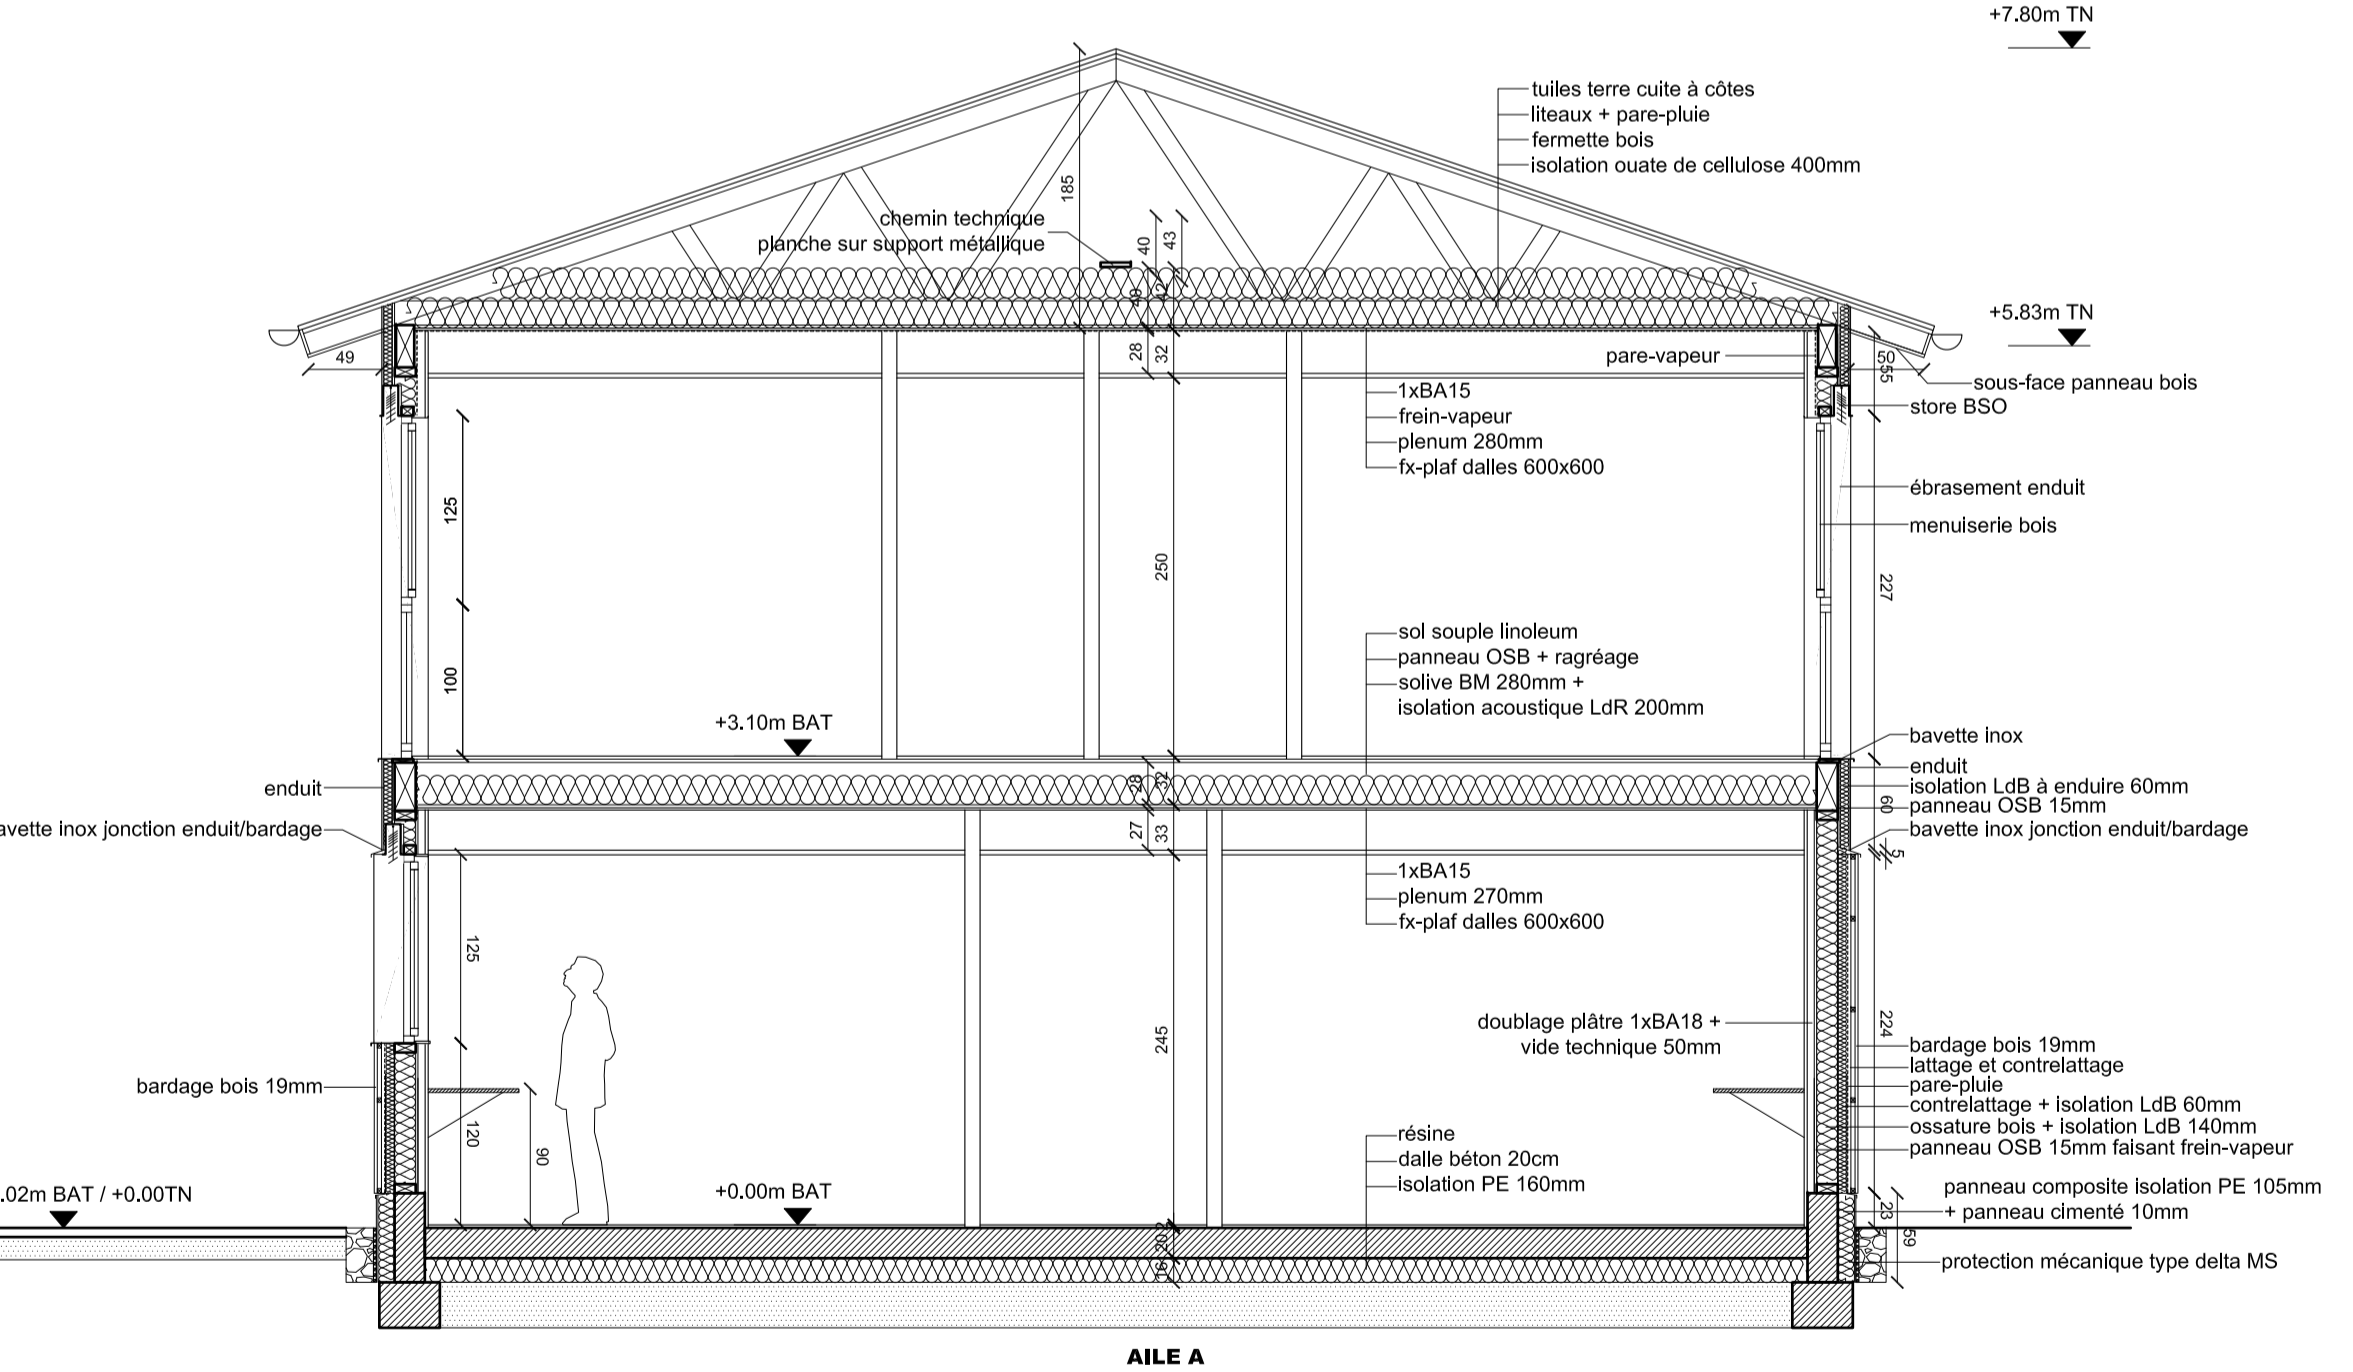 +7.80m TN
tuiles terre cuite à côtes
liteaux + pare-pluie
fermette bois
isolation ouate de cellulose 400mm
185
chemin technique
planche sur support métallique
40
43
40
42
+5.83m TN
49
28
32
pare-vapeur
50
55
sous-face panneau bois
store BSO
1xBA15
frein-vapeur
plenum 280mm
fx-plaf dalles 600x600
ébrasement enduit
menuiserie bois
125
250
227
100
sol souple linoleum
panneau OSB + ragréage
solive BM 280mm +
isolation acoustique LdR 200mm
+3.10m BAT
bavette inox
enduit
isolation LdB à enduire 60mm
panneau OSB 15mm
bavette inox jonction enduit/bardage
enduit
avette inox jonction enduit/bardage
28
32
60
27
33
5
1xBA15
plenum 270mm
fx-plaf dalles 600x600
125
245
224
doublage plâtre 1xBA18 +
vide technique 50mm
bardage bois 19mm
bardage bois 19mm
lattage et contrelattage
pare-pluie
contrelattage + isolation LdB 60mm
ossature bois + isolation LdB 140mm
panneau OSB 15mm faisant frein-vapeur
120
90
résine
dalle béton 20cm
isolation PE 160mm
.02m BAT / +0.00TN
+0.00m BAT
panneau composite isolation PE 105mm
+ panneau cimenté 10mm
23
59
20
2
16
protection mécanique type delta MS
AILE A